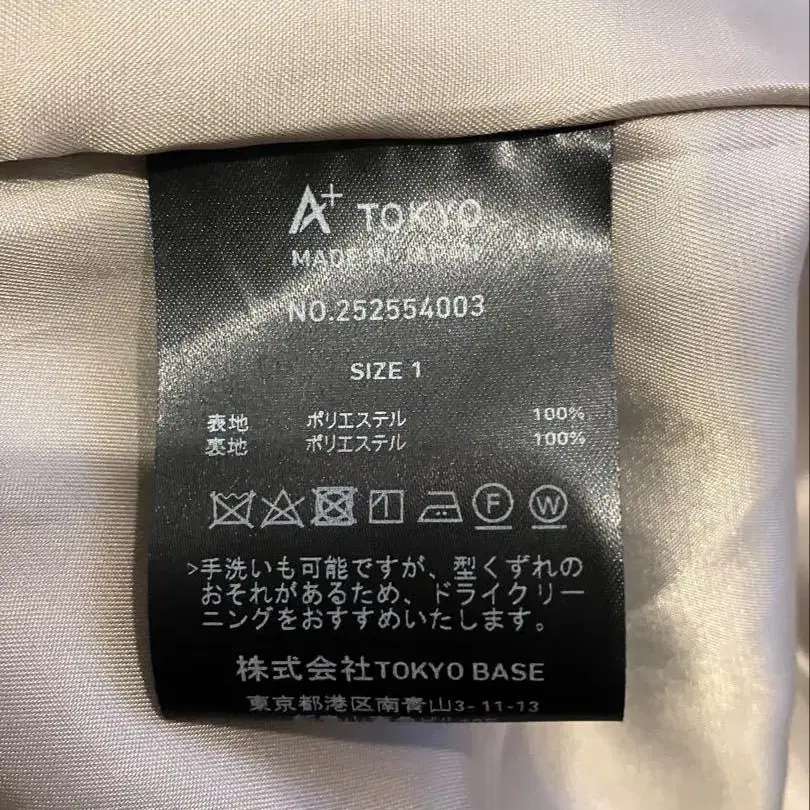 A+ TOKYO
MADE IN JAPAN
NO.252554003
SIZE 1
表地 ポリエステル 100%
裏地 ポリエステル 100%
F W
>手洗いも可能ですが、型くずれの
おそれがあるため、ドライクリー
ニングをおすすめいたします。
株式会社TOKYO BASE
東京都港区南青山3-11-13